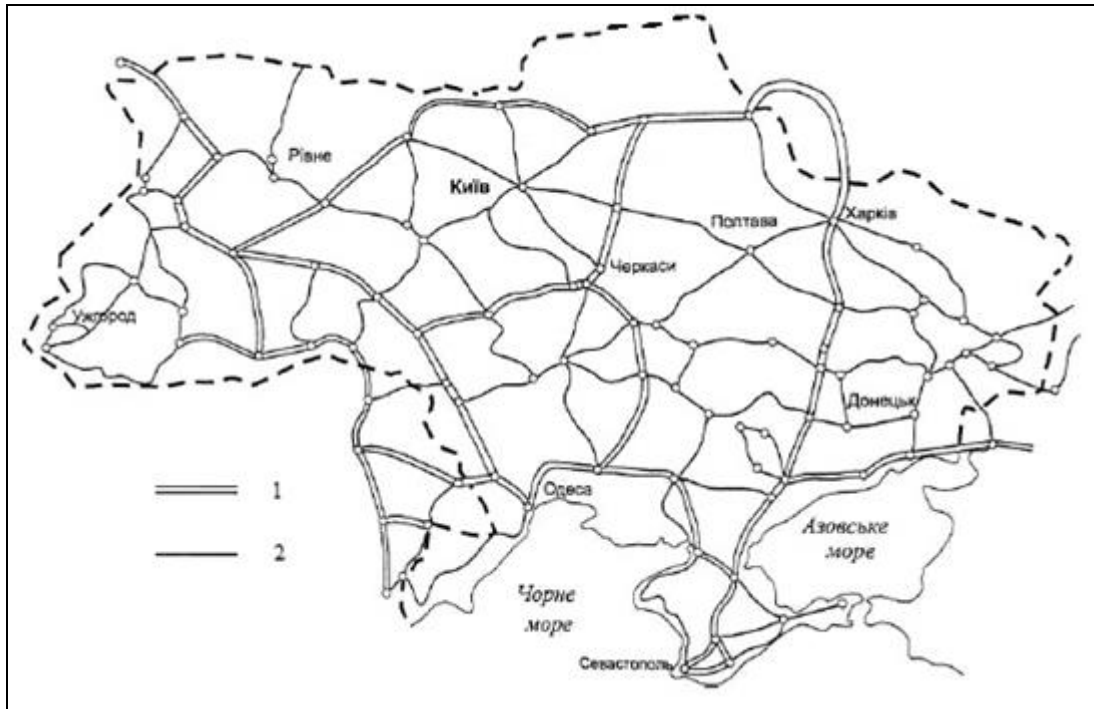 Рівне
Київ
Полтава
Харків
Черкаси
Ужгород
Донецьк
1
Одеса
2
Азовське
море
Чорне
море
Севастополь